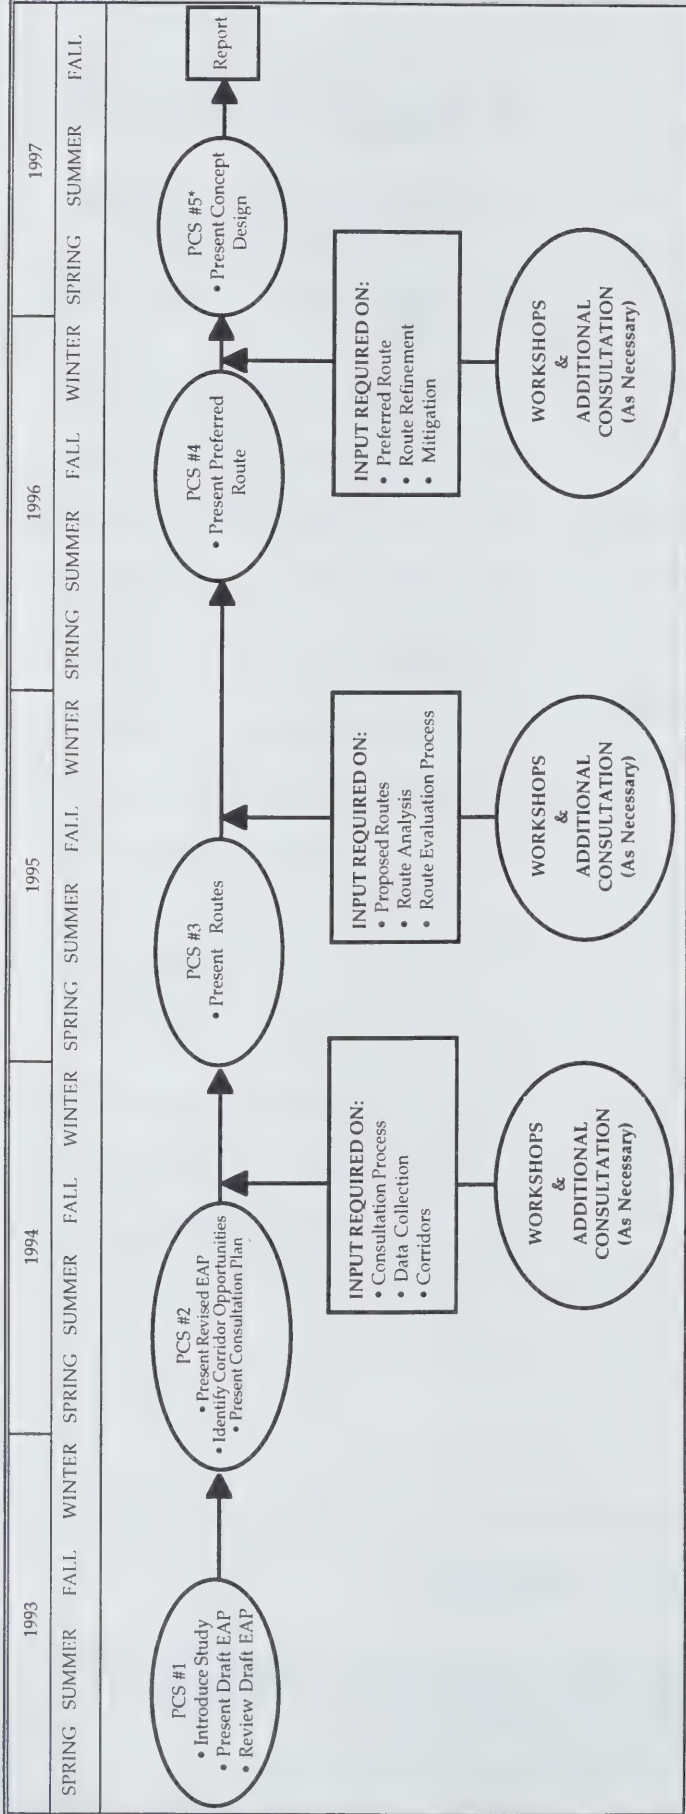 1993 1994 1995 1996 1997
SPRING SUMMER FALL WINTER SPRING SUMMER FALL WINTER SPRING SUMMER FALL WINTER SPRING SUMMER FALL WINTER SPRING SUMMER FALL
PCS #1
• Introduce Study
• Present Draft EAP
• Review Draft EAP
PCS #2
• Present Revised EAP
• Identify Corridor Opportunities
• Present Consultation Plan
PCS #3
• Present Routes
PCS #4
• Present Preferred
Route
PCS #5*
• Present Concept
Design
Report
INPUT REQUIRED ON:
• Consultation Process
• Data Collection
• Corridors
INPUT REQUIRED ON:
• Proposed Routes
• Route Analysis
• Route Evaluation Process
INPUT REQUIRED ON:
• Preferred Route
• Route Refinement
• Mitigation
WORKSHOPS
&
ADDITIONAL
CONSULTATION
(As Necessary)
WORKSHOPS
&
ADDITIONAL
CONSULTATION
(As Necessary)
WORKSHOPS
&
ADDITIONAL
CONSULTATION
(As Necessary)